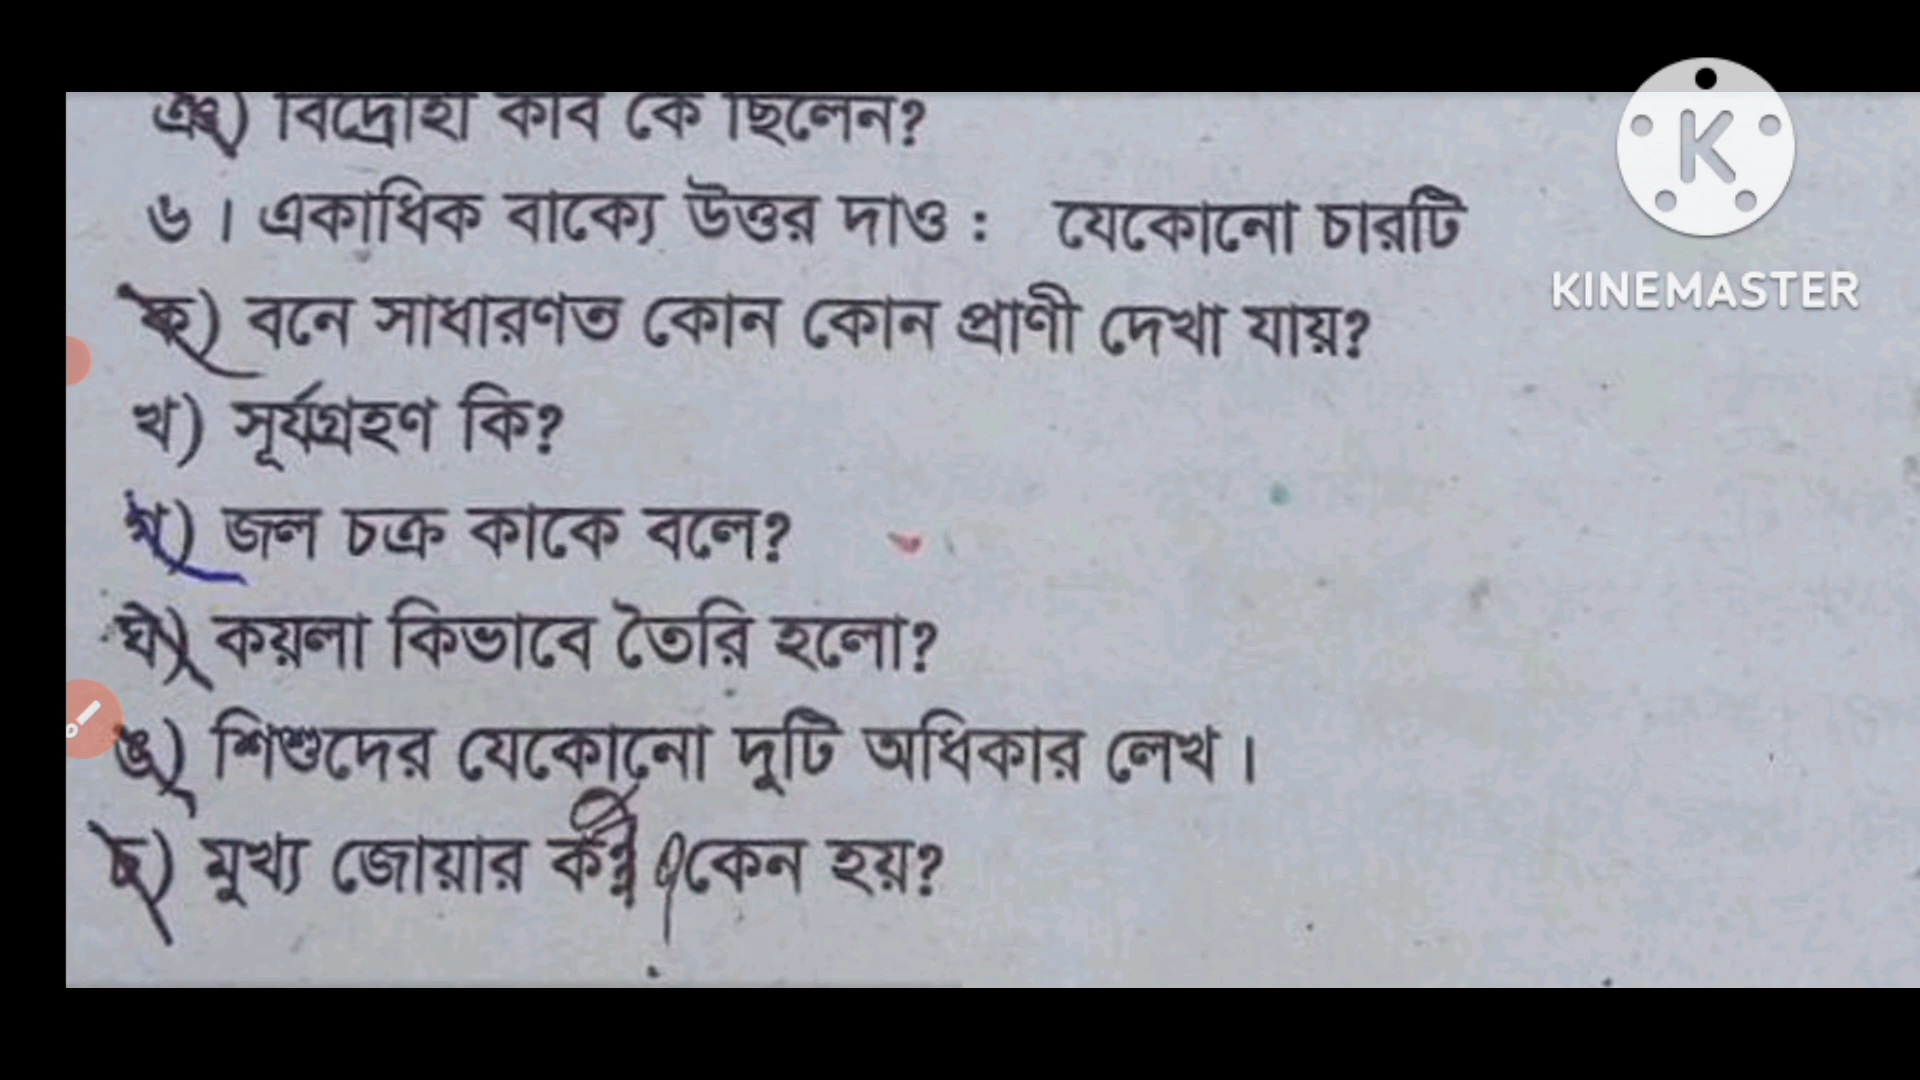 ঞ) বিদ্রোহী কবি কে ছিলেন?
৬। একাধিক বাক্যে উত্তর দাও : যেকোনো চারটি
ক) বনে সাধারণত কোন কোন প্রাণী দেখা যায়?
খ) সূর্যগ্রহণ কি?
গ) জল চক্র কাকে বলে?
ঘ) কয়লা কিভাবে তৈরি হলো?
ঙ) শিশুদের যেকোনো দুটি অধিকার লেখ।
চ) মুখ্য জোয়ার কী কেন হয়?
K
KINEMASTER